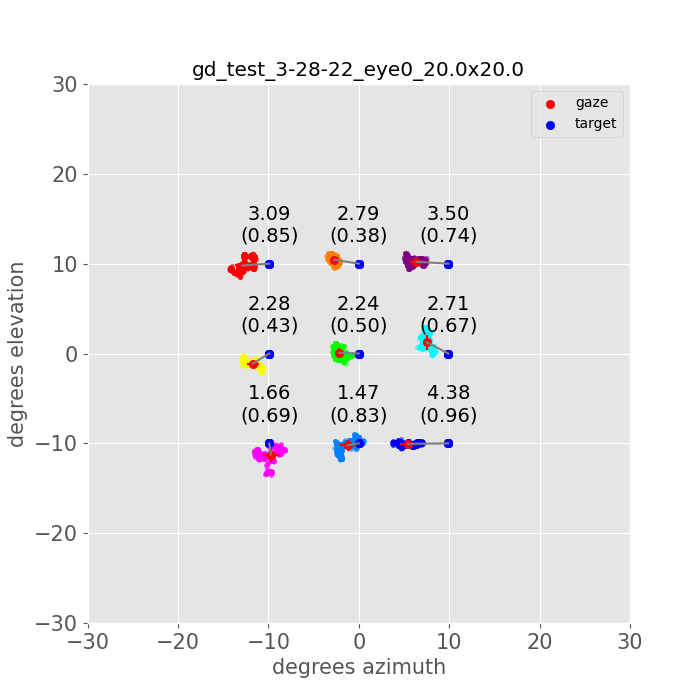 gd_test_3-28-22_eye0_20.0x20.0
gaze
target
30
20
10
0
−10
−20
−30
degrees elevation
3.09 2.79 3.50
(0.85) (0.38) (0.74)
2.28 2.24 2.71
(0.43) (0.50) (0.67)
1.66 1.47 4.38
(0.69) (0.83) (0.96)
−30 −20 −10 0 10 20 30
degrees azimuth